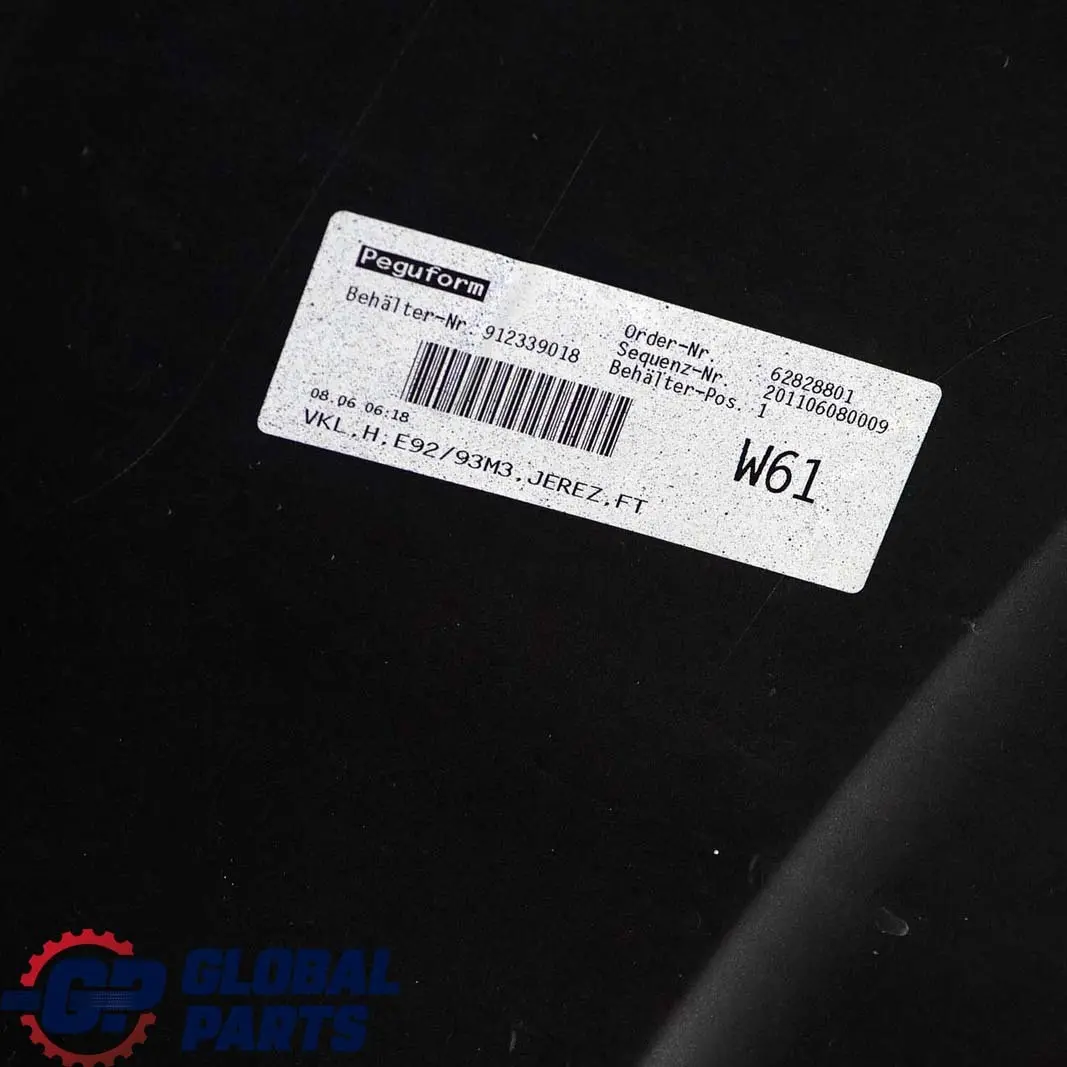 Peguform
Behälter-Nr. 912339018
Order-Nr. 62828801
Sequenz-Nr. 201106080009
Behälter-Pos. 1
08.06 06:18
VKL.H.E92/93M3.JEREZ.FT
W61
GP GLOBAL
PARTS